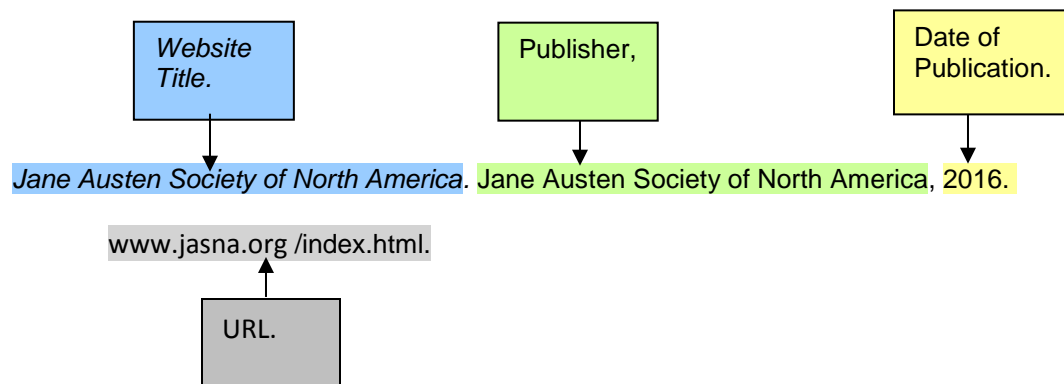 Website
Title.
Publisher,
Date of
Publication.
Jane Austen Society of North America. Jane Austen Society of North America, 2016.
www.jasna.org /index.html.
URL.